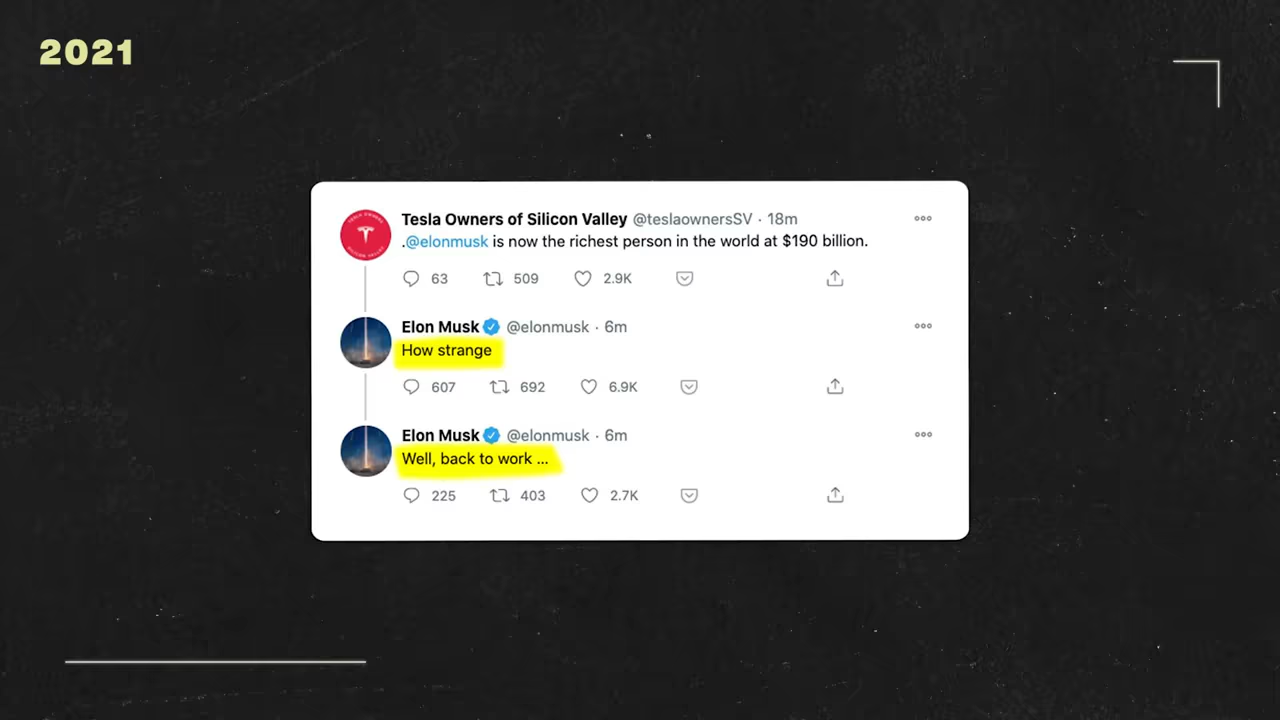 2021
Tesla Owners of Silicon Valley @teslaownersSV · 18m
.@elonmusk is now the richest person in the world at $190 billion.
63 509 2.9K
Elon Musk @elonmusk · 6m
How strange
607 692 6.9K
Elon Musk @elonmusk · 6m
Well, back to work ...
225 403 2.7K